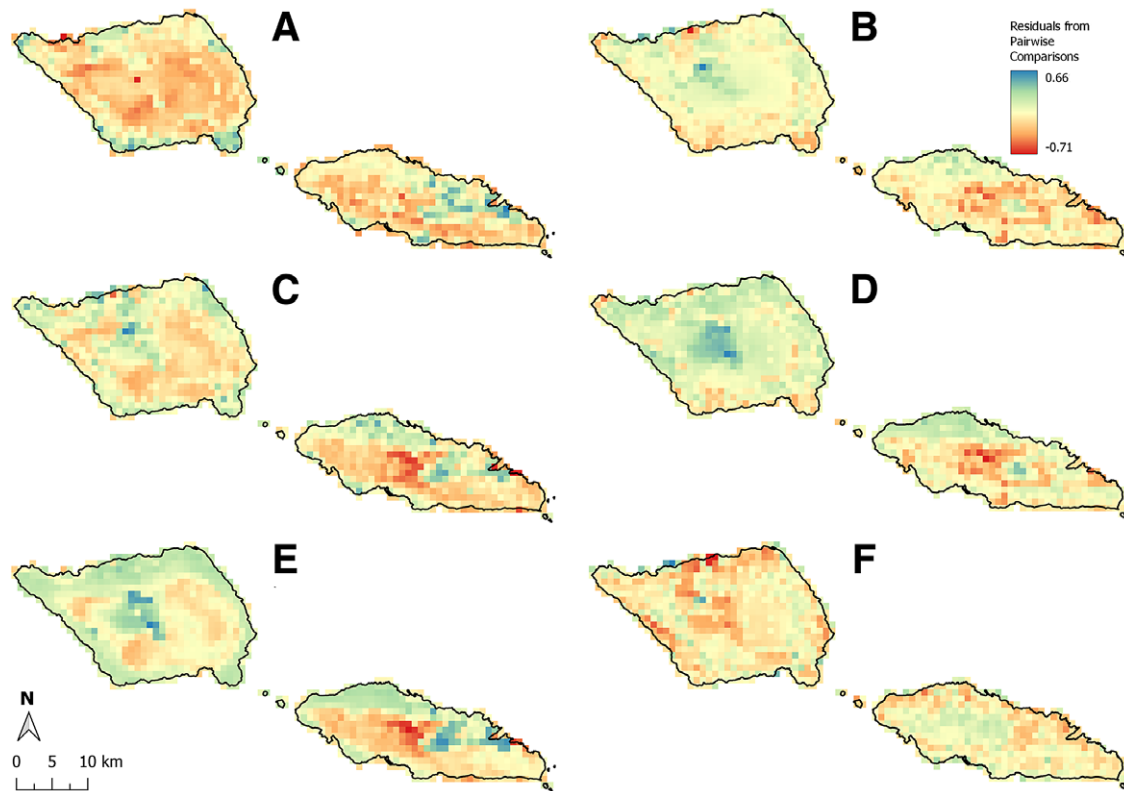 A
B
Residuals from
Pairwise
Comparisons
0.66
-0.71
C
D
E
F
N
0 5 10 km